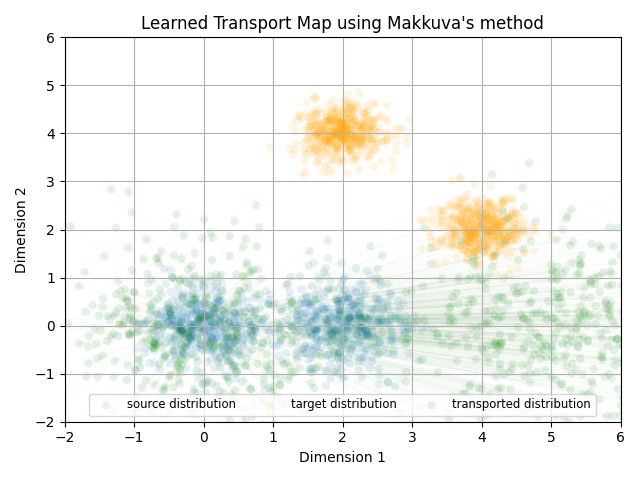 Learned Transport Map using Makkuva's method
6
5
4
3
2
1
0
−1
−2
Dimension 2
source distribution target distribution transported distribution
−2 −1 0 1 2 3 4 5 6
Dimension 1